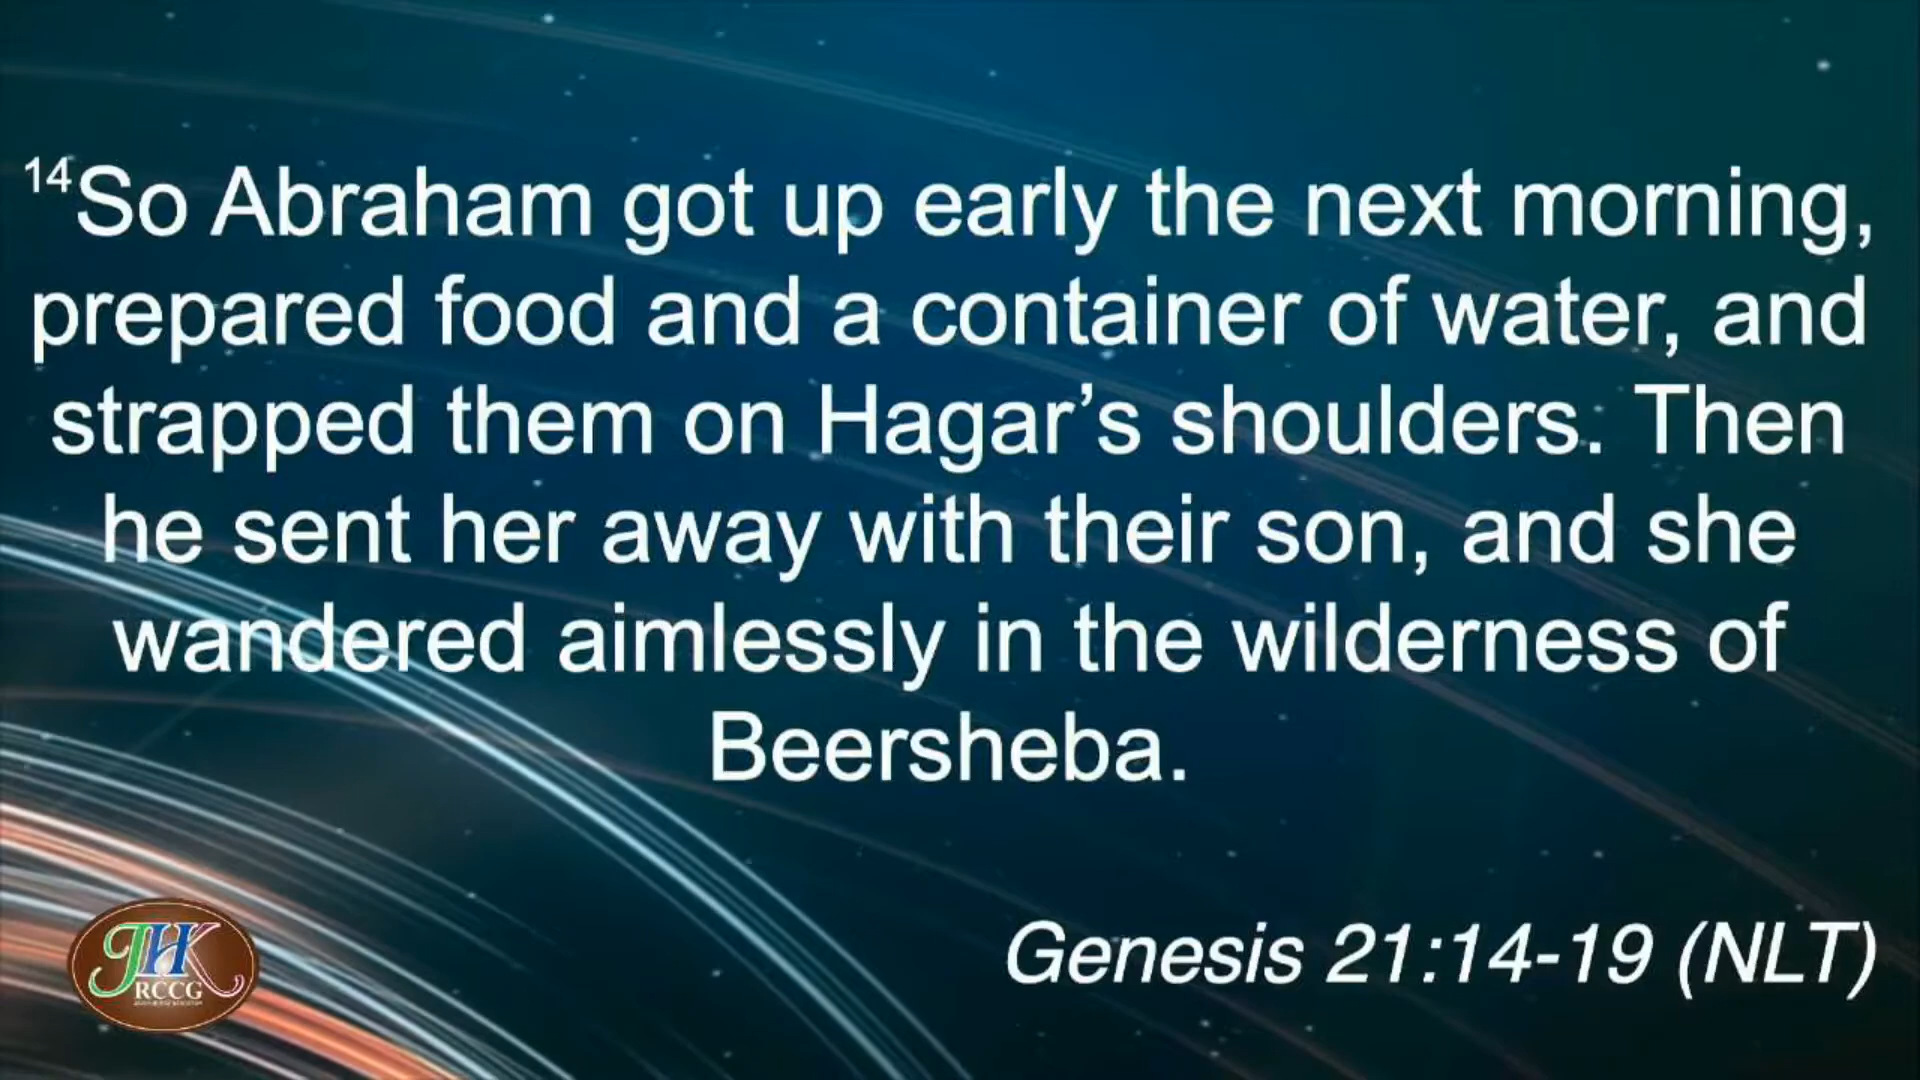 14So Abraham got up early the next morning,
prepared food and a container of water, and
strapped them on Hagar’s shoulders. Then
he sent her away with their son, and she
wandered aimlessly in the wilderness of
Beersheba.
Genesis 21:14-19 (NLT)
JHK
RCCG